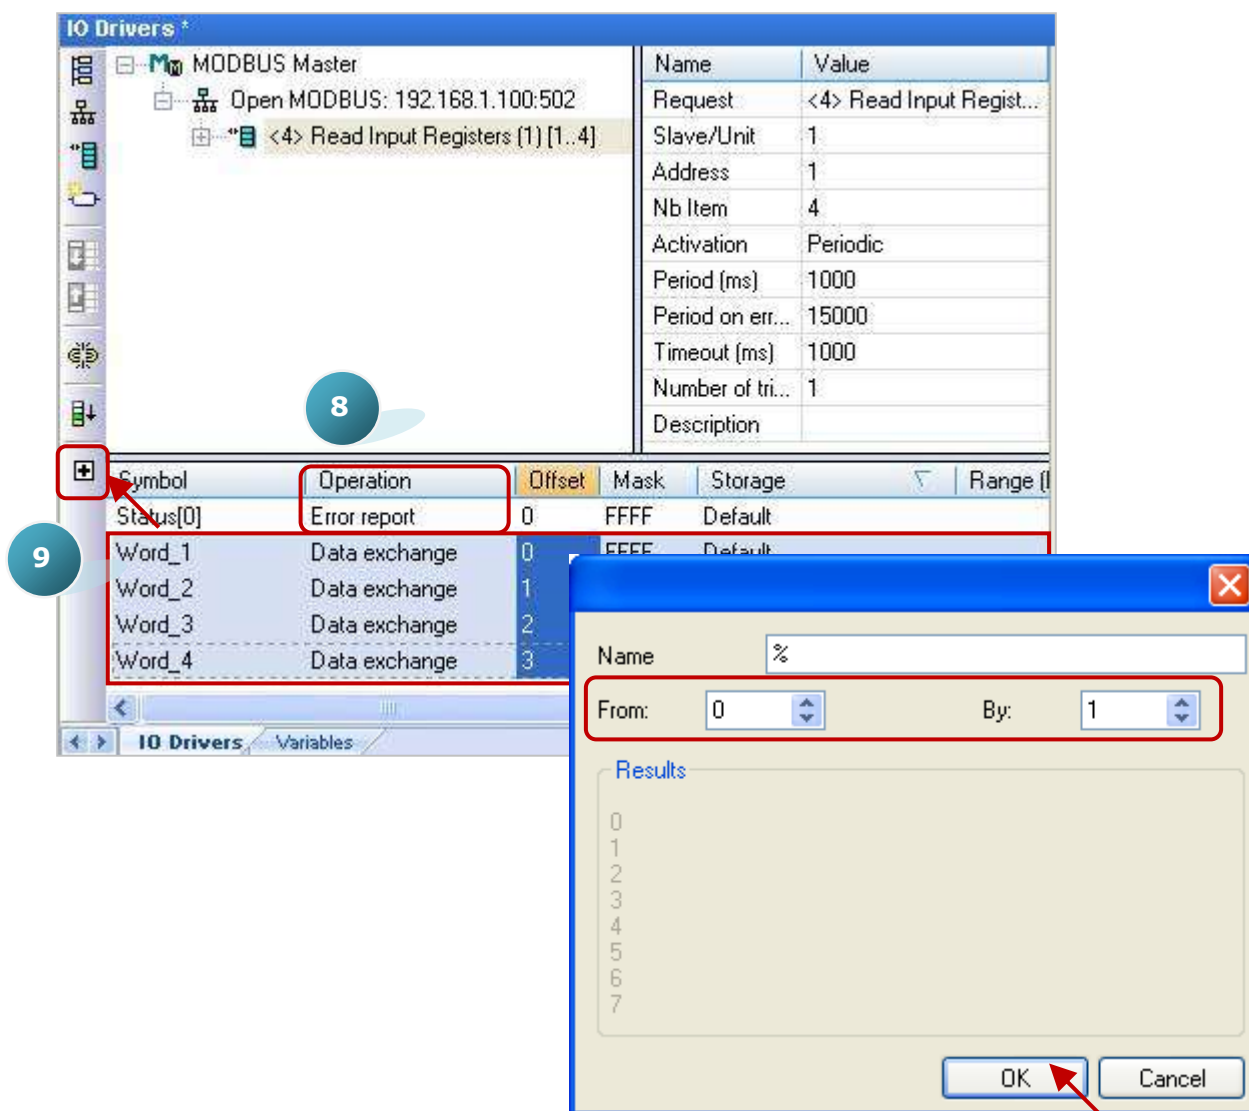 IO Drivers *
MODBUS Master
Open MODBUS: 192.168.1.100:502
<4> Read Input Registers (1) [1..4]
Name Value
Request <4> Read Input Regist...
Slave/Unit 1
Address 1
Nb Item 4
Activation Periodic
Period (ms) 1000
Period on err... 15000
Timeout (ms) 1000
Number of tri... 1
Description
8
Symbol Operation Offset Mask Storage Range (
Status[0] Error report 0 FFFF Default
9
Word_1 Data exchange 0 FFFF Default
Word_2 Data exchange 1
Word_3 Data exchange 2
Word_4 Data exchange 3
IO Drivers Variables
Name %
From: 0 By: 1
Results
0
1
2
3
4
5
6
7
OK Cancel